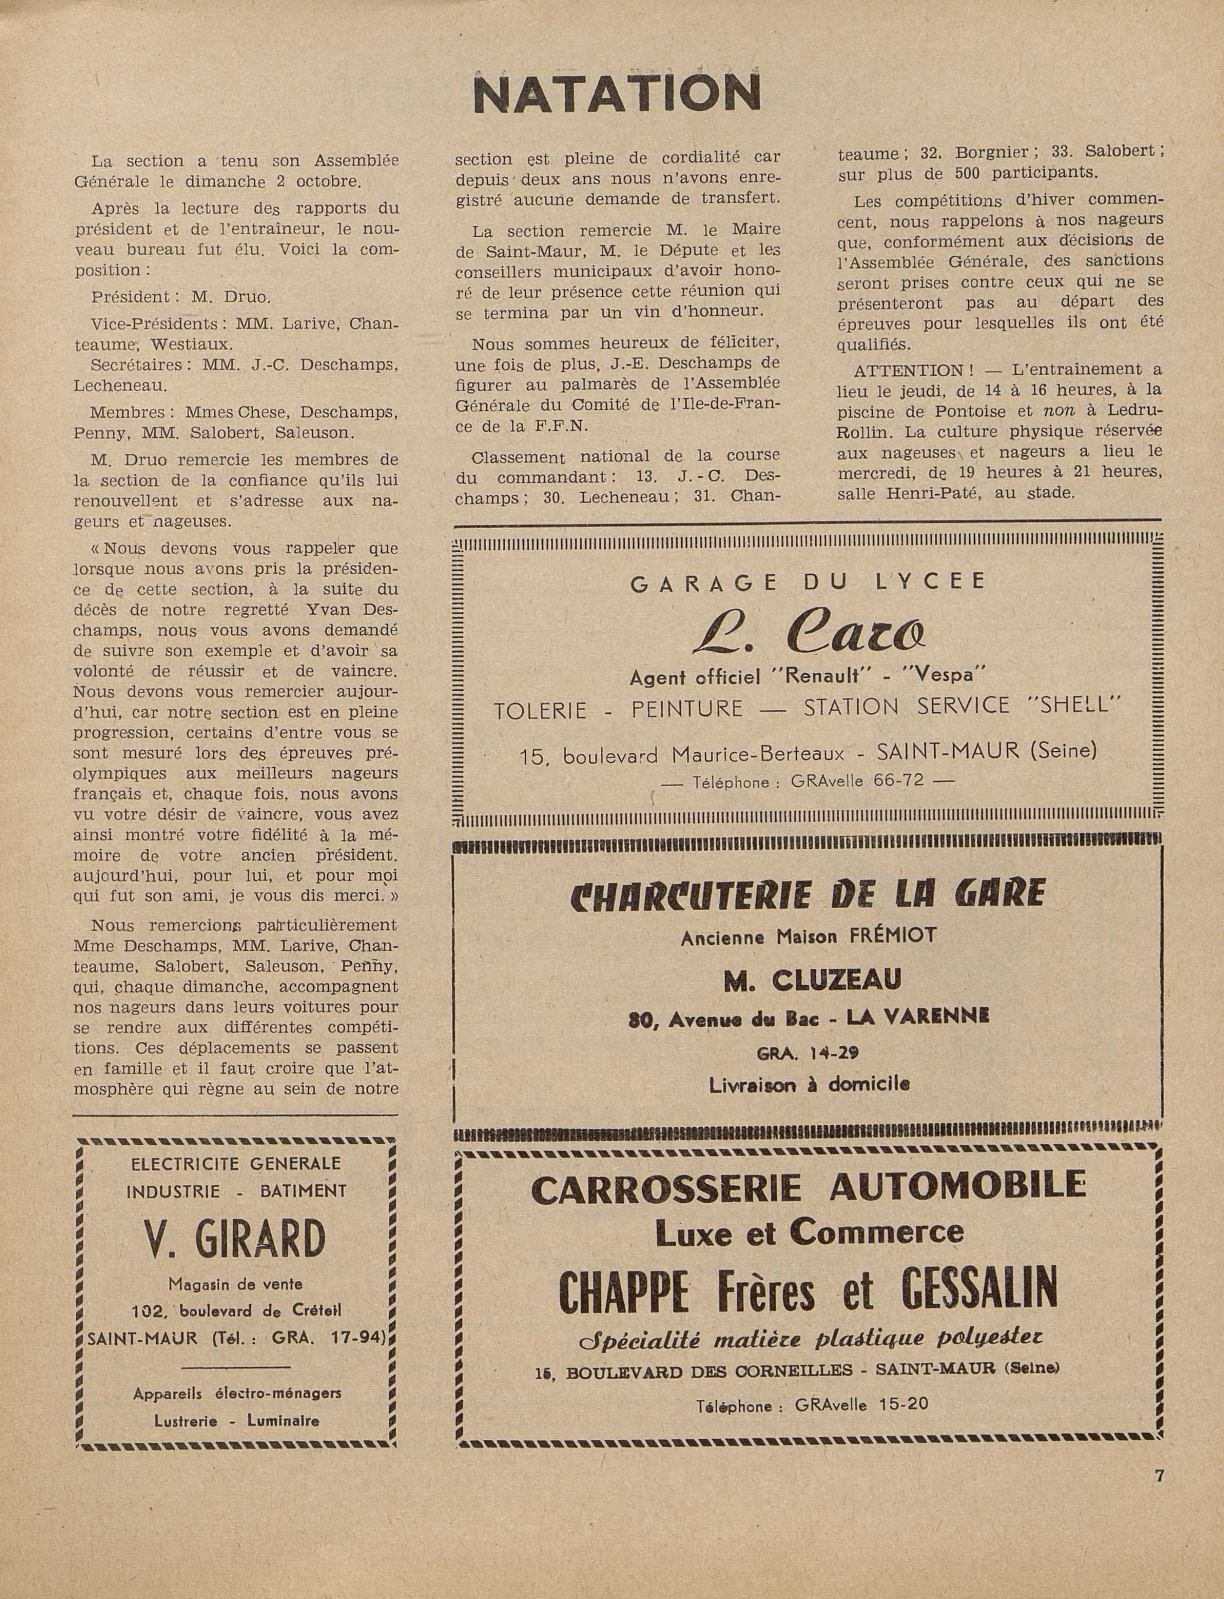 NATATION
La section a tenu son Assemblée
Générale le dimanche 2 octobre.
Après la lecture des rapports du
président et de l'entraineur, le nou-
veau bureau fut élu. Voici la com-
position :
Président : M. Druo.
Vice-Présidents : MM. Larive, Chan-
teaume, Westiaux.
Secrétaires : MM. J.-C. Deschamps,
Lecheneau.
Membres : Mmes Chese, Deschamps,
Penny, MM. Salobert, Saleuson.
M. Druo remercie les membres de
la section de la confiance qu'ils lui
renouvellent et s'adresse aux na-
geurs et nageuses.
« Nous devons vous rappeler que
lorsque nous avons pris la présiden-
ce de cette section, à la suite du
décès de notre regretté Yvan Des-
champs, nous vous avons demandé
de suivre son exemple et d'avoir sa
volonté de réussir et de vaincre.
Nous devons vous remercier aujour-
d'hui, car notre section est en pleine
progression, certains d'entre vous se
sont mesuré lors des épreuves pré-
olympiques aux meilleurs nageurs
français et, chaque fois, nous avons
vu votre désir de vaincre, vous avez
ainsi montré votre fidélité à la mé-
moire de votre ancien président.
aujourd'hui, pour lui, et pour moi
qui fut son ami, je vous dis merci. »
Nous remercions particulièrement
Mme Deschamps, MM. Larive, Chan-
teaume, Salobert, Saleuson, Penny,
qui, chaque dimanche, accompagnent
nos nageurs dans leurs voitures pour
se rendre aux différentes compéti-
tions. Ces déplacements se passent
en famille et il faut croire que l'at-
mosphère qui règne au sein de notre
section est pleine de cordialité car
depuis deux ans nous n'avons enre-
gistré aucune demande de transfert.
La section remercie M. le Maire
de Saint-Maur, M. le Députe et les
conseillers municipaux d'avoir hono-
ré de leur présence cette réunion qui
se termina par un vin d'honneur.
Nous sommes heureux de féliciter,
une fois de plus, J.-E. Deschamps de
figurer au palmarès de l'Assemblée
Générale du Comité de l'Ile-de-Fran-
ce de la F.F.N.
Classement national de la course
du commandant : 13. J.-C. Des-
champs ; 30. Lecheneau ; 31. Chan-
teaume ; 32. Borgnier ; 33. Salobert ;
sur plus de 500 participants.
Les compétitions d'hiver commen-
cent, nous rappelons à nos nageurs
que, conformément aux décisions de
l'Assemblée Générale, des sanctions
seront prises contre ceux qui ne se
présenteront pas au départ des
épreuves pour lesquelles ils ont été
qualifiés.
ATTENTION ! — L'entraînement a
lieu le jeudi, de 14 à 16 heures, à la
piscine de Pontoise et non à Ledru-
Rollin. La culture physique réservée
aux nageuses et nageurs a lieu le
mercredi, de 19 heures à 21 heures,
salle Henri-Paté, au stade.
GARAGE DU LYCEE
L. Caro
Agent officiel "Renault" - "Vespa"
TOLERIE - PEINTURE — STATION SERVICE "SHELL"
15, boulevard Maurice-Berteaux - SAINT-MAUR (Seine)
— Téléphone : GRAvelle 66-72 —
CHARCUTERIE DE LA GARE
Ancienne Maison FRÉMIOT
M. CLUZEAU
80, Avenue du Bac - LA VARENNE
GRA. 14-29
Livraison à domicile
ELECTRICITE GENERALE
INDUSTRIE - BATIMENT
V. GIRARD
Magasin de vente
102, boulevard de Créteil
SAINT-MAUR (Tél. : GRA. 17-94)
Appareils électro-ménagers
Lustrerie - Luminaire
CARROSSERIE AUTOMOBILE
Luxe et Commerce
CHAPPE Frères et GESSALIN
Spécialité matière plastique polyester
15, BOULEVARD DES CORNEILLES - SAINT-MAUR (Seine)
Téléphone : GRAvelle 15-20
7